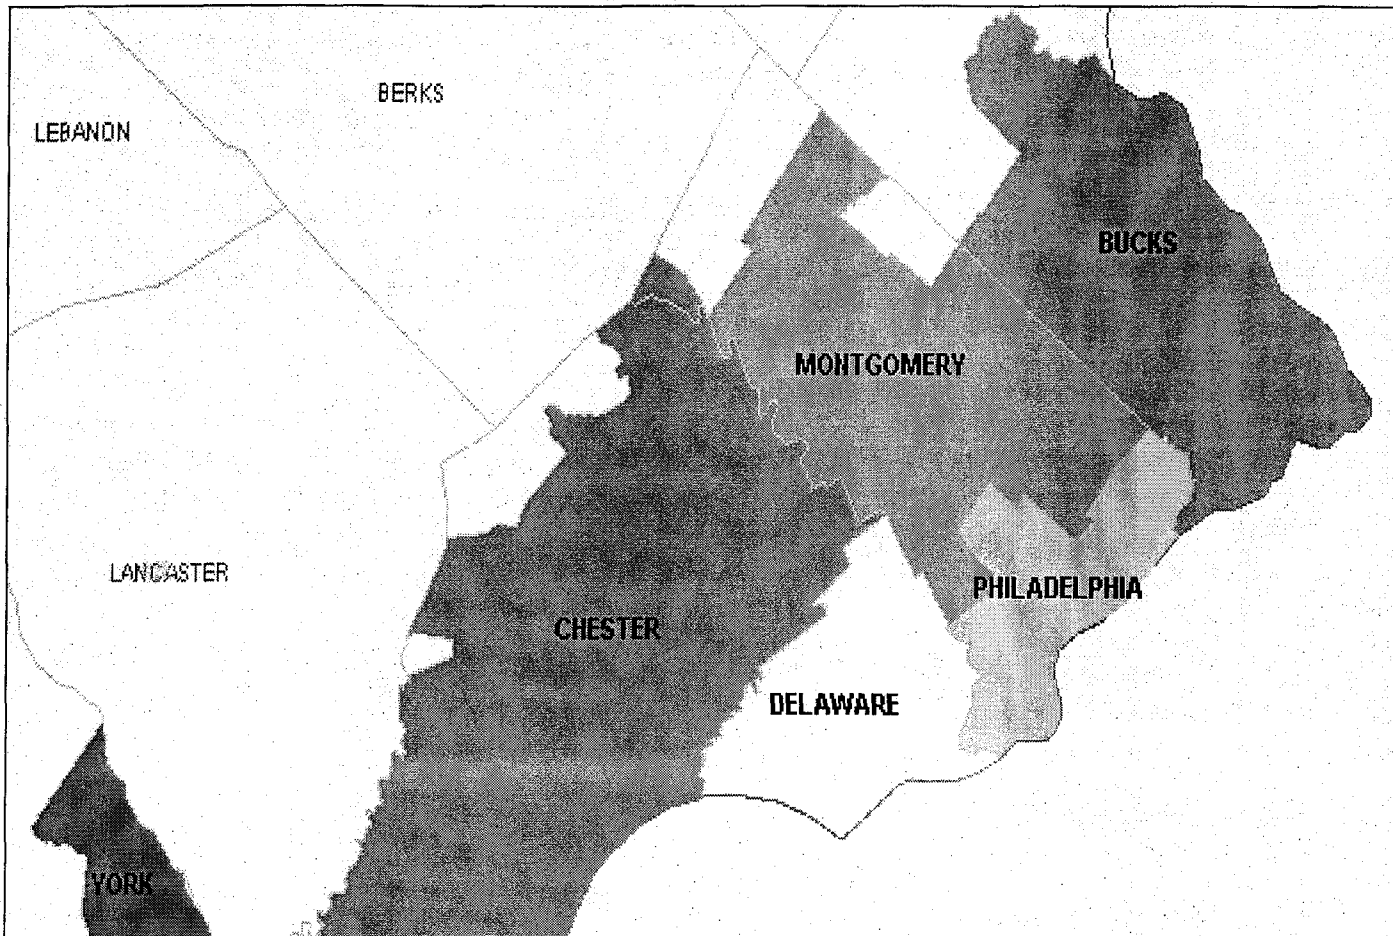 BERKS
LEBANON
BUCKS
MONTGOMERY
LANCASTER
PHILADELPHIA
CHESTER
DELAWARE
YORK